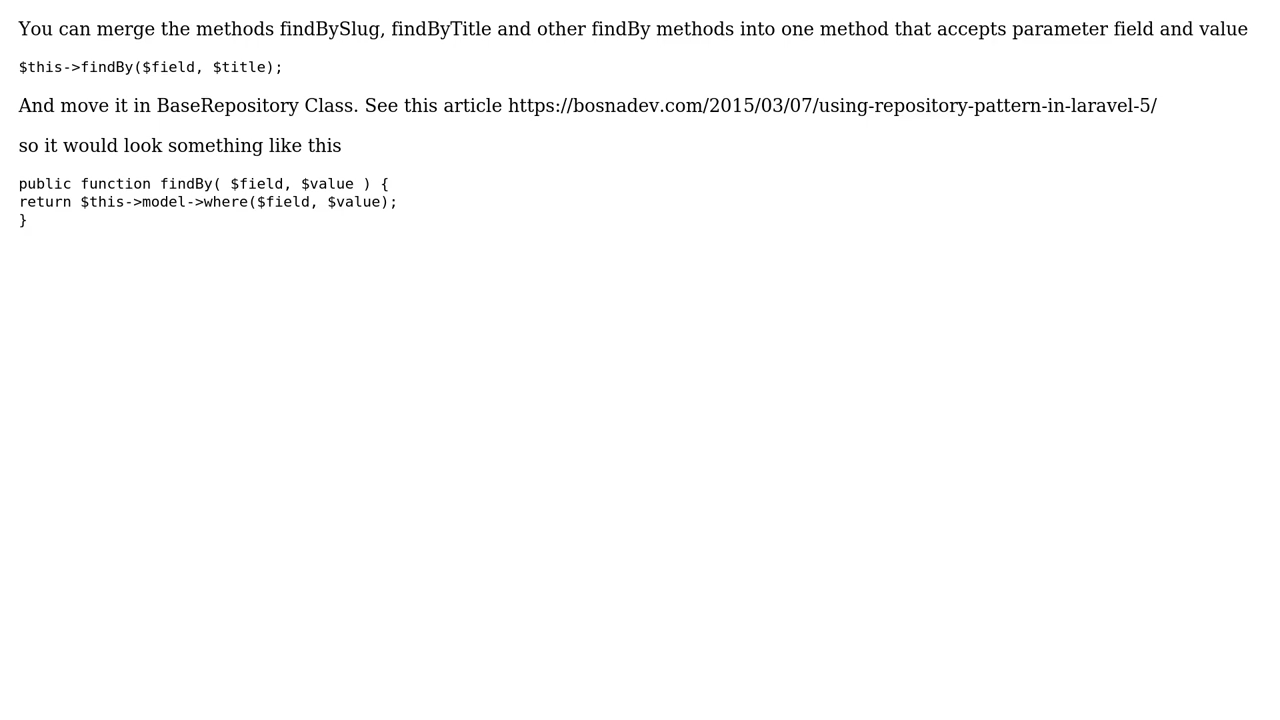 You can merge the methods findBySlug, findByTitle and other findBy methods into one method that accepts parameter field and value
$this->findBy($field, $title);
And move it in BaseRepository Class. See this article https://bosnadev.com/2015/03/07/using-repository-pattern-in-laravel-5/
so it would look something like this
public function findBy( $field, $value ) {
return $this->model->where($field, $value);
}